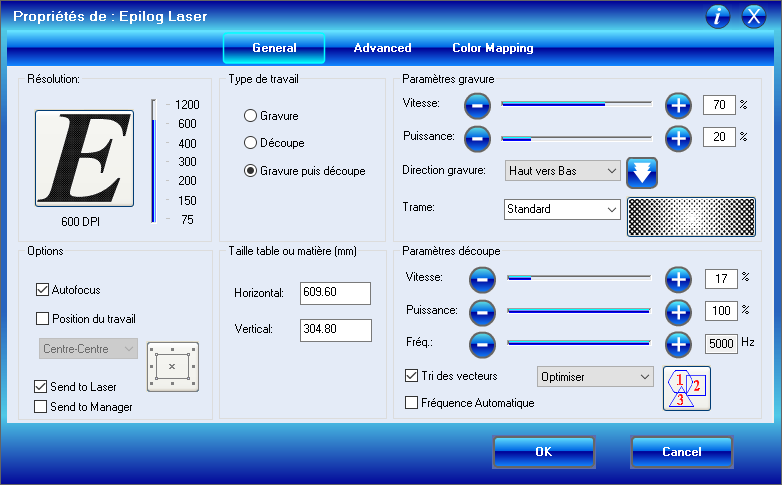 Propriétés de : Epilog Laser
General
Advanced
Color Mapping
Résolution:
E
600 DPI
1200
600
400
300
200
150
75
Type de travail
Gravure
Découpe
Gravure puis découpe
Paramètres gravure
Vitesse: 70 %
Puissance: 20 %
Direction gravure: Haut vers Bas
Trame: Standard
Options
Autofocus
Position du travail
Centre-Centre
Send to Laser
Send to Manager
Taille table ou matière (mm)
Horizontal: 609.60
Vertical: 304.80
Paramètres découpe
Vitesse: 17 %
Puissance: 100 %
Fréq.: 5000 Hz
Tri des vecteurs Optimiser
1 2
3
Fréquence Automatique
OK
Cancel